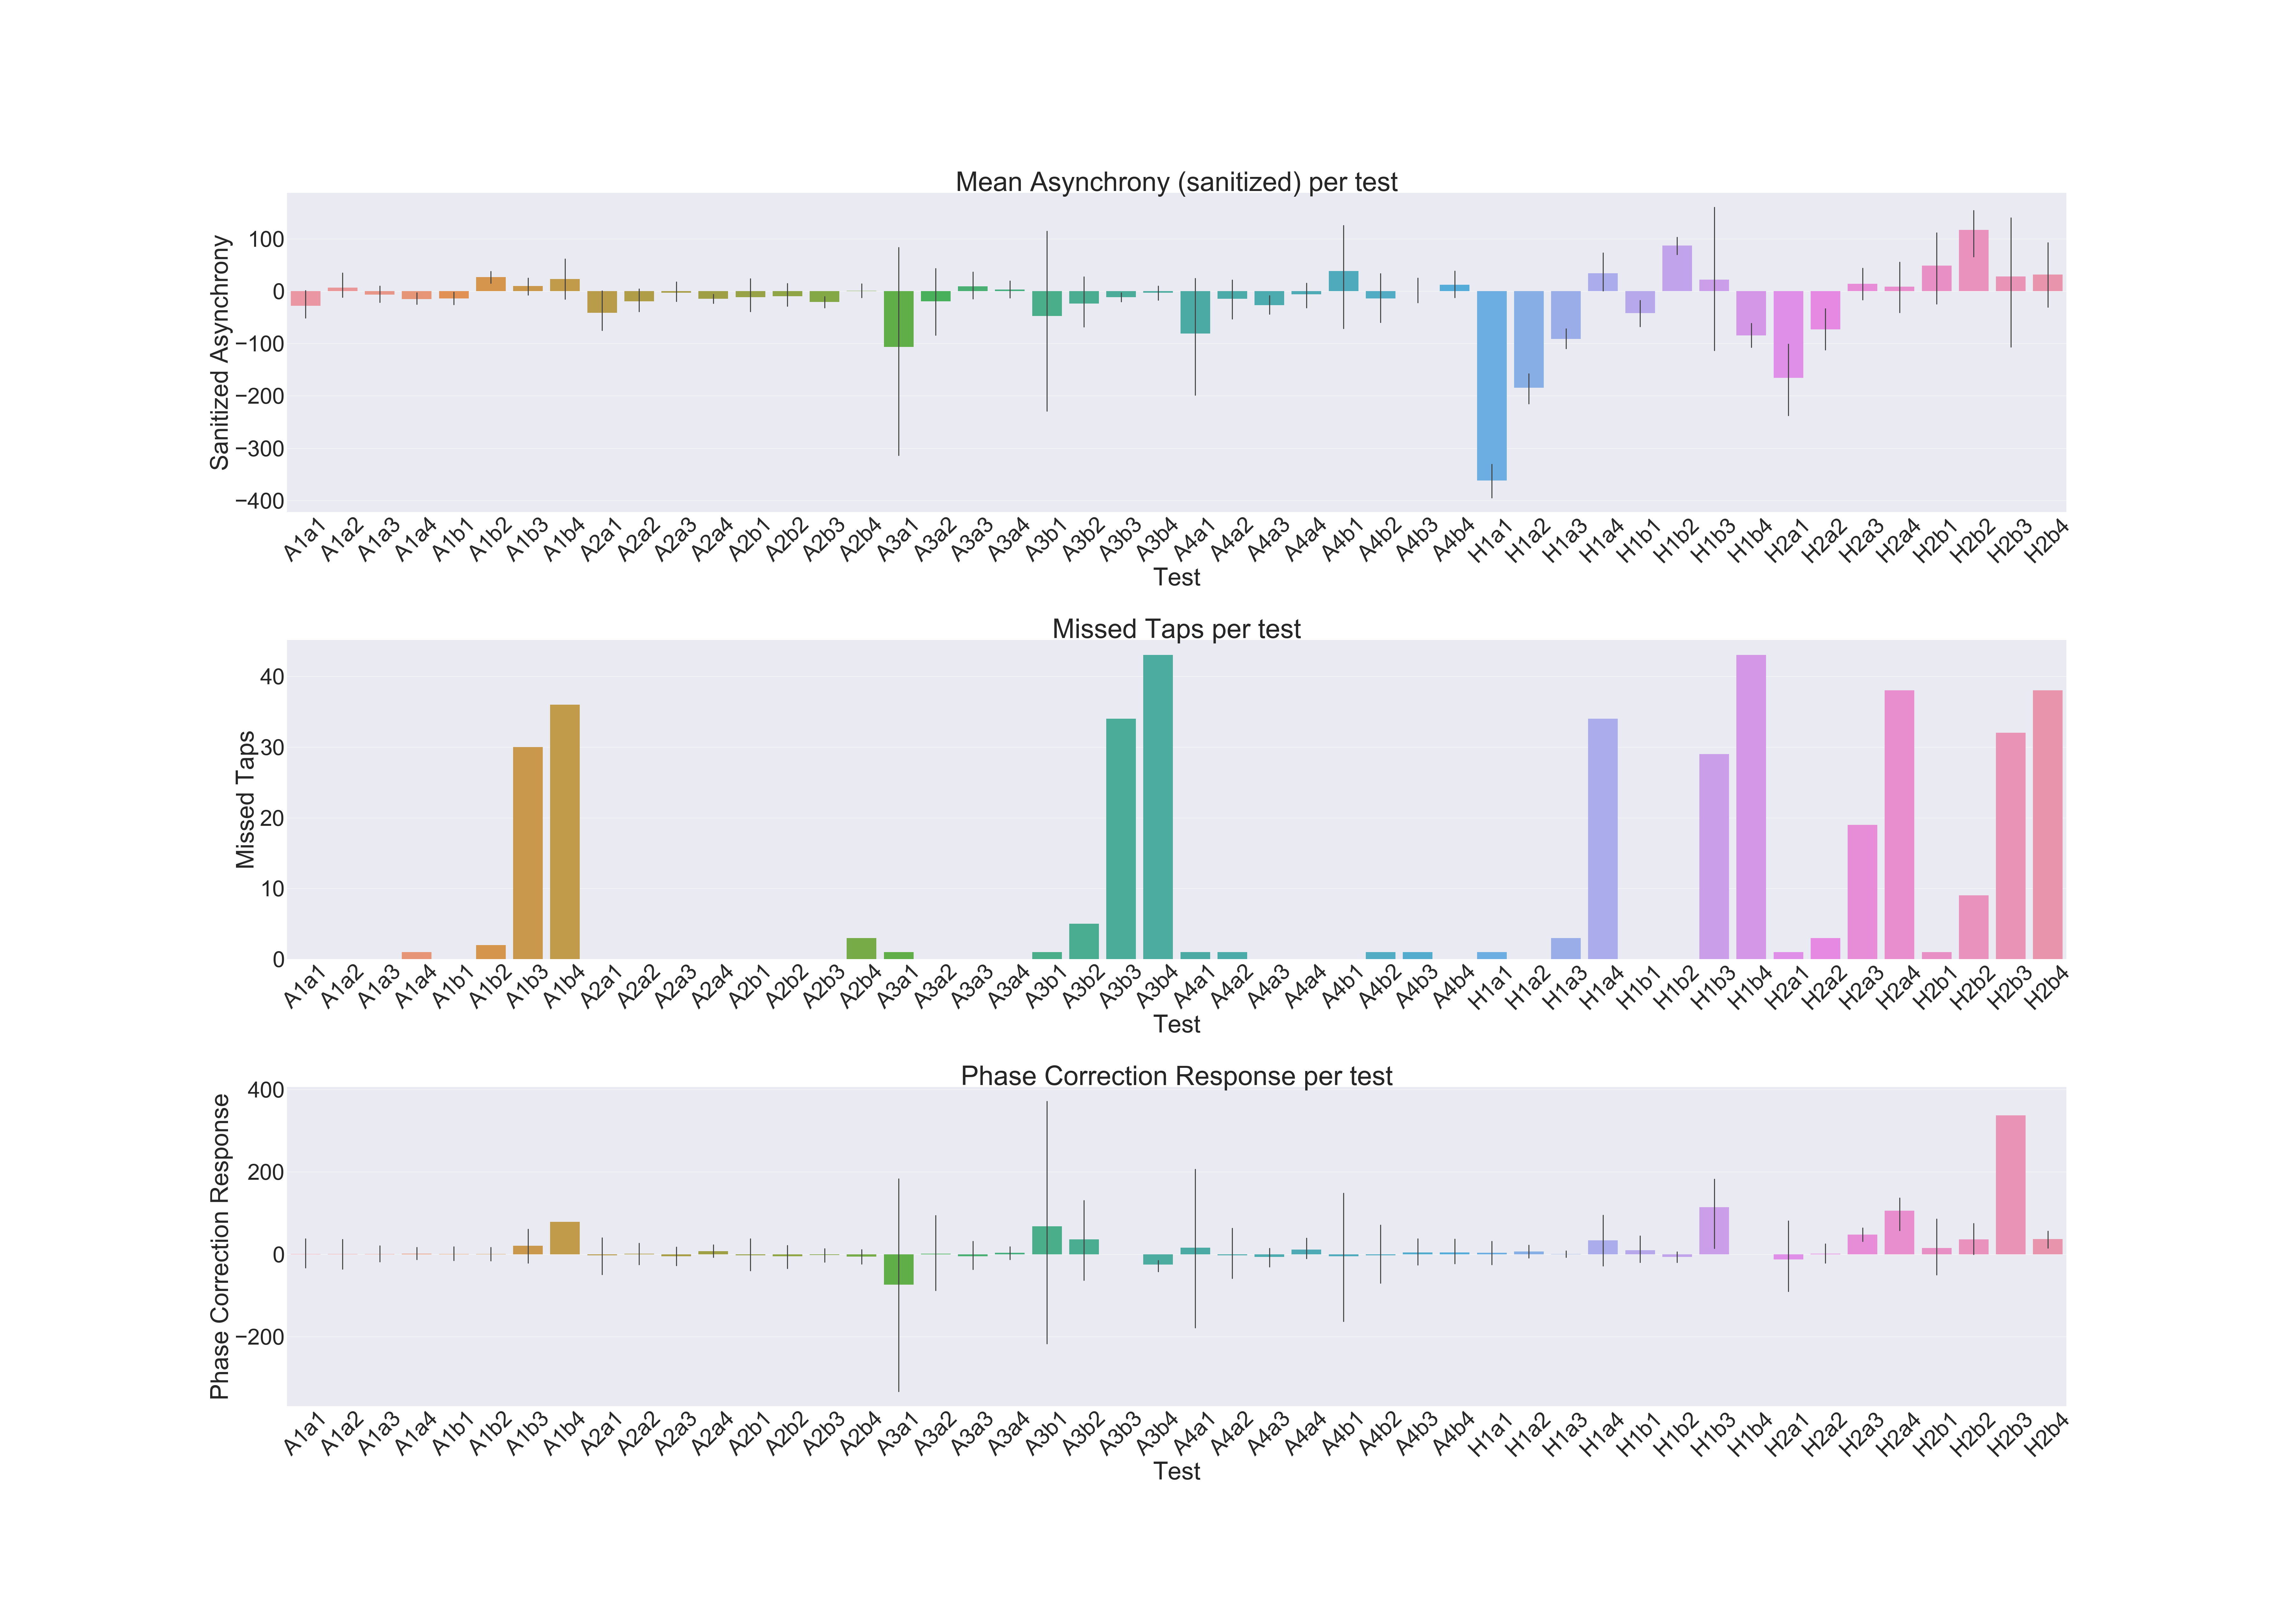 Mean Asynchrony (sanitized) per test
Sanitized Asynchrony
100
0
−100
−200
−300
−400
A1a1 A1a2 A1a3 A1a4 A1b1 A1b2 A1b3 A1b4 A2a1 A2a2 A2a3 A2a4 A2b1 A2b2 A2b3 A2b4 A3a1 A3a2 A3a3 A3a4 A3b1 A3b2 A3b3 A3b4 A4a1 A4a2 A4a3 A4a4 A4b1 A4b2 A4b3 A4b4 H1a1 H1a2 H1a3 H1a4 H1b1 H1b2 H1b3 H1b4 H2a1 H2a2 H2a3 H2a4 H2b1 H2b2 H2b3 H2b4
Test
Missed Taps per test
Missed Taps
40
30
20
10
0
A1a1 A1a2 A1a3 A1a4 A1b1 A1b2 A1b3 A1b4 A2a1 A2a2 A2a3 A2a4 A2b1 A2b2 A2b3 A2b4 A3a1 A3a2 A3a3 A3a4 A3b1 A3b2 A3b3 A3b4 A4a1 A4a2 A4a3 A4a4 A4b1 A4b2 A4b3 A4b4 H1a1 H1a2 H1a3 H1a4 H1b1 H1b2 H1b3 H1b4 H2a1 H2a2 H2a3 H2a4 H2b1 H2b2 H2b3 H2b4
Test
Phase Correction Response per test
Phase Correction Response
400
200
0
−200
A1a1 A1a2 A1a3 A1a4 A1b1 A1b2 A1b3 A1b4 A2a1 A2a2 A2a3 A2a4 A2b1 A2b2 A2b3 A2b4 A3a1 A3a2 A3a3 A3a4 A3b1 A3b2 A3b3 A3b4 A4a1 A4a2 A4a3 A4a4 A4b1 A4b2 A4b3 A4b4 H1a1 H1a2 H1a3 H1a4 H1b1 H1b2 H1b3 H1b4 H2a1 H2a2 H2a3 H2a4 H2b1 H2b2 H2b3 H2b4
Test